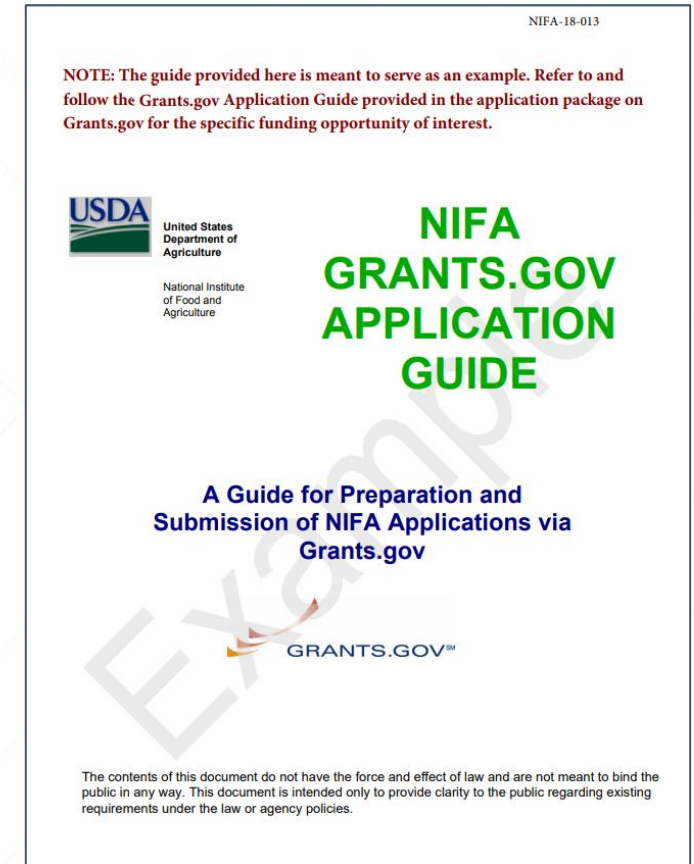 NIFA-18-013
NOTE: The guide provided here is meant to serve as an example. Refer to and
follow the Grants.gov Application Guide provided in the application package on
Grants.gov for the specific funding opportunity of interest.
USDA
United States
Department of
Agriculture
National Institute
of Food and
Agriculture
NIFA
GRANTS.GOV
APPLICATION
GUIDE
A Guide for Preparation and
Submission of NIFA Applications via
Grants.gov
Example
GRANTS.GOV℠
The contents of this document do not have the force and effect of law and are not meant to bind the
public in any way. This document is intended only to provide clarity to the public regarding existing
requirements under the law or agency policies.